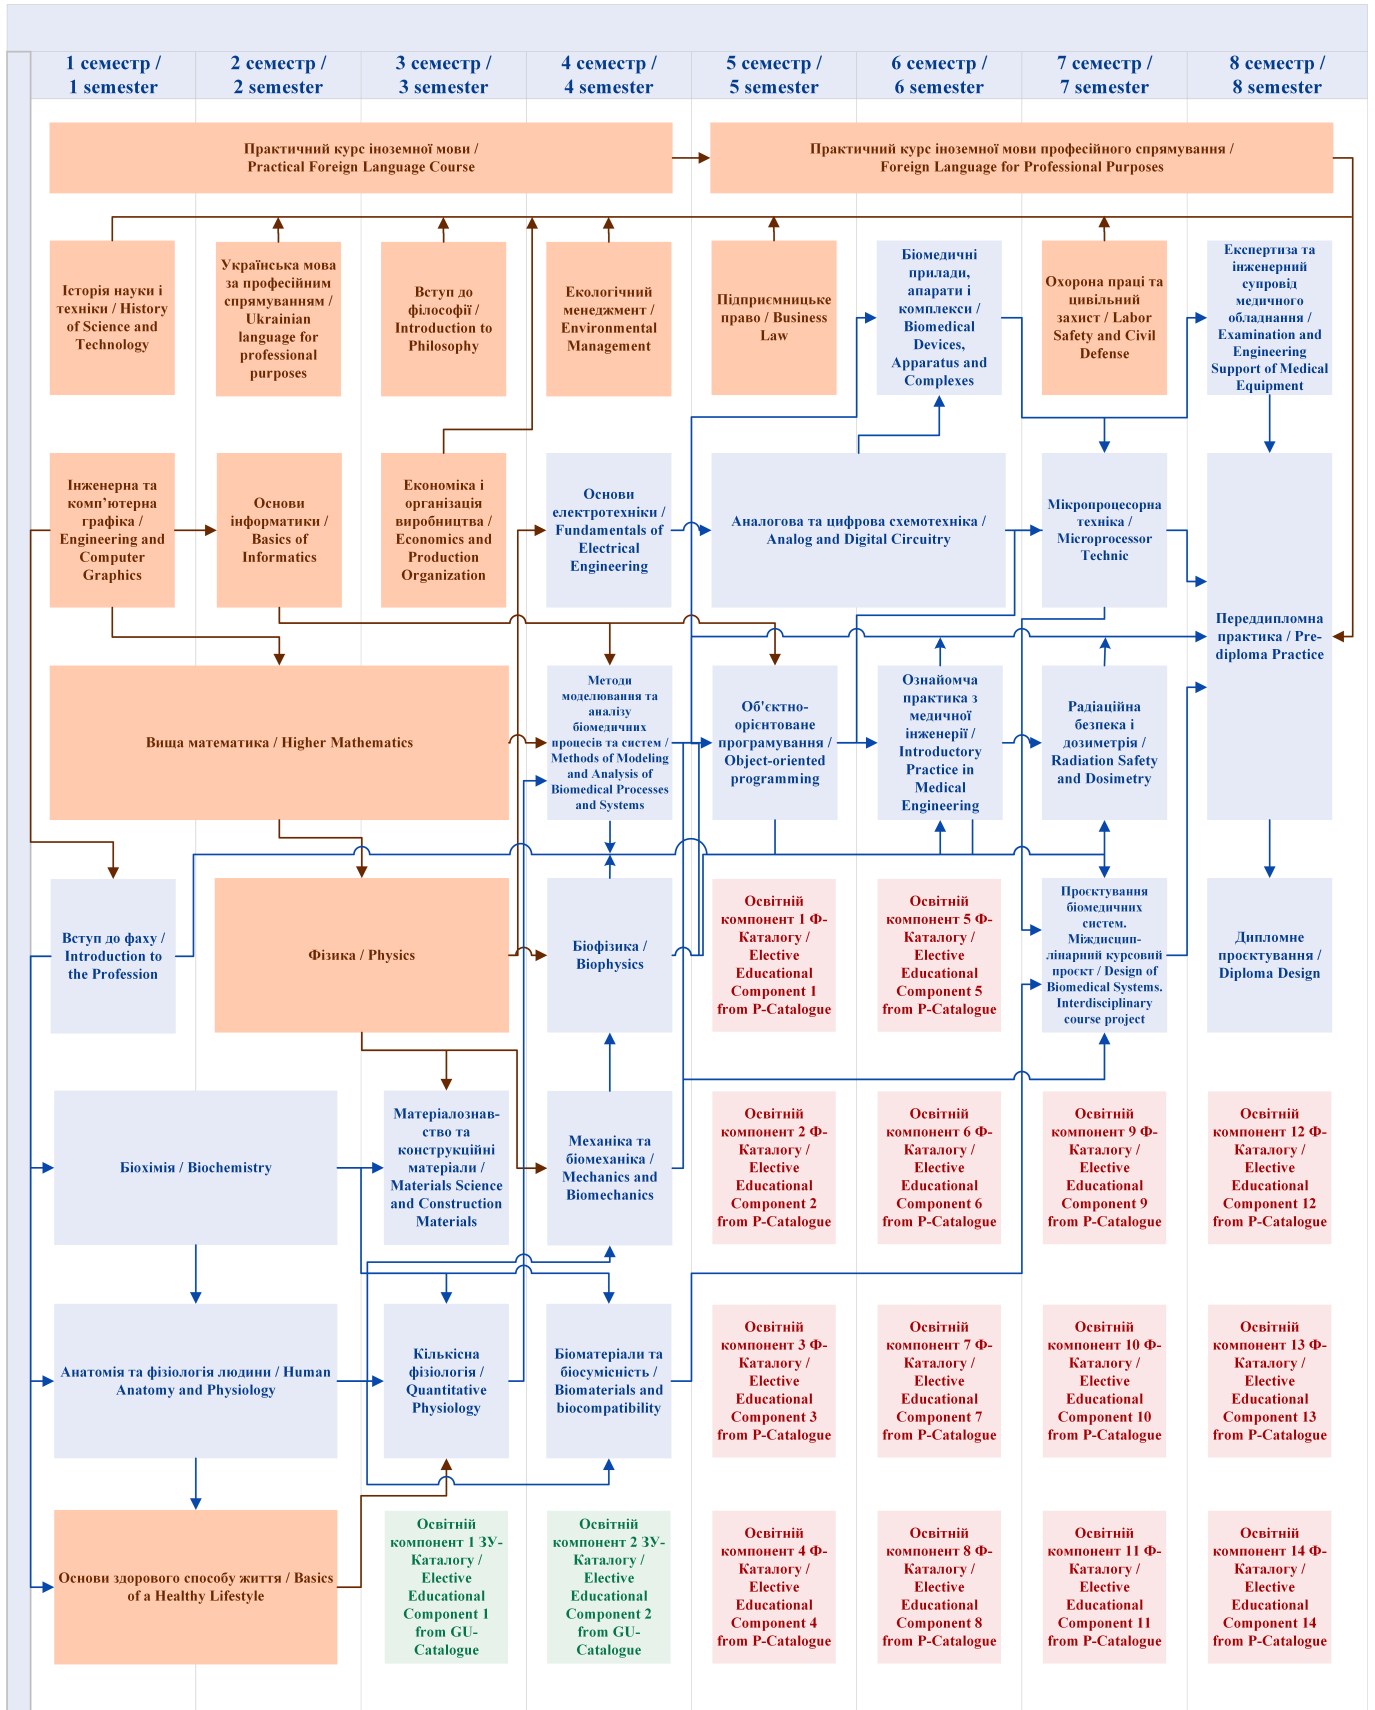 1 семестр /
1 semester
2 семестр /
2 semester
3 семестр /
3 semester
4 семестр /
4 semester
5 семестр /
5 semester
6 семестр /
6 semester
7 семестр /
7 semester
8 семестр /
8 semester
Практичний курс іноземної мови /
Practical Foreign Language Course
Практичний курс іноземної мови професійного спрямування /
Foreign Language for Professional Purposes
Історія науки і
техніки / History
of Science and
Technology
Українська мова
за професійним
спрямуванням /
Ukrainian
language for
professional
purposes
Вступ до
філософії /
Introduction to
Philosophy
Екологічний
менеджмент /
Environmental
Management
Підприємницьке
право / Business
Law
Біомедичні
прилади,
апарати і
комплекси /
Biomedical
Devices,
Apparatus and
Complexes
Охорона праці та
цивільний
захист / Labor
Safety and Civil
Defense
Експертиза та
інженерний
супровід
медичного
обладнання /
Examination and
Engineering
Support of Medical
Equipment
Інженерна та
комп’ютерна
графіка /
Engineering and
Computer
Graphics
Основи
інформатики /
Basics of
Informatics
Економіка і
організація
виробництва /
Economics and
Production
Organization
Основи
електротехніки /
Fundamentals of
Electrical
Engineering
Аналогова та цифрова схемотехніка /
Analog and Digital Circuitry
Мікропроцесорна
техніка /
Microprocessor
Technic
Переддипломна
практика / Pre-
diploma Practice
Вища математика / Higher Mathematics
Методи
моделювання та
аналізу
біомедичних
процесів та систем /
Methods of Modeling
and Analysis of
Biomedical Processes
and Systems
Об'єктно-
орієнтоване
програмування /
Object-oriented
programming
Ознайомча
практика з
медичної
інженерії /
Introductory
Practice in
Medical
Engineering
Радіаційна
безпека і
дозиметрія /
Radiation Safety
and Dosimetry
Вступ до фаху /
Introduction to
the Profession
Фізика / Physics
Біофізика /
Biophysics
Освітній
компонент 1 Ф-
Каталогу /
Elective
Educational
Component 1
from P-Catalogue
Освітній
компонент 5 Ф-
Каталогу /
Elective
Educational
Component 5
from P-Catalogue
Проєктування
біомедичних
систем.
Міждисцип-
лінарний курсовий
проєкт / Design of
Biomedical Systems.
Interdisciplinary
course project
Дипломне
проєктування /
Diploma Design
Біохімія / Biochemistry
Матеріалознав-
ство та
конструкційні
матеріали /
Materials Science
and Construction
Materials
Механіка та
біомеханіка /
Mechanics and
Biomechanics
Освітній
компонент 2 Ф-
Каталогу /
Elective
Educational
Component 2
from P-Catalogue
Освітній
компонент 6 Ф-
Каталогу /
Elective
Educational
Component 6
from P-Catalogue
Освітній
компонент 9 Ф-
Каталогу /
Elective
Educational
Component 9
from P-Catalogue
Освітній
компонент 12 Ф-
Каталогу /
Elective
Educational
Component 12
from P-Catalogue
Анатомія та фізіологія людини / Human
Anatomy and Physiology
Кількісна
фізіологія /
Quantitative
Physiology
Біоматеріали та
біосумісність /
Biomaterials and
biocompatibility
Освітній
компонент 3 Ф-
Каталогу /
Elective
Educational
Component 3
from P-Catalogue
Освітній
компонент 7 Ф-
Каталогу /
Elective
Educational
Component 7
from P-Catalogue
Освітній
компонент 10 Ф-
Каталогу /
Elective
Educational
Component 10
from P-Catalogue
Освітній
компонент 13 Ф-
Каталогу /
Elective
Educational
Component 13
from P-Catalogue
Основи здорового способу життя / Basics
of a Healthy Lifestyle
Освітній
компонент 1 ЗУ-
Каталогу /
Elective
Educational
Component 1
from GU-
Catalogue
Освітній
компонент 2 ЗУ-
Каталогу /
Elective
Educational
Component 2
from GU-
Catalogue
Освітній
компонент 4 Ф-
Каталогу /
Elective
Educational
Component 4
from P-Catalogue
Освітній
компонент 8 Ф-
Каталогу /
Elective
Educational
Component 8
from P-Catalogue
Освітній
компонент 11 Ф-
Каталогу /
Elective
Educational
Component 11
from P-Catalogue
Освітній
компонент 14 Ф-
Каталогу /
Elective
Educational
Component 14
from P-Catalogue